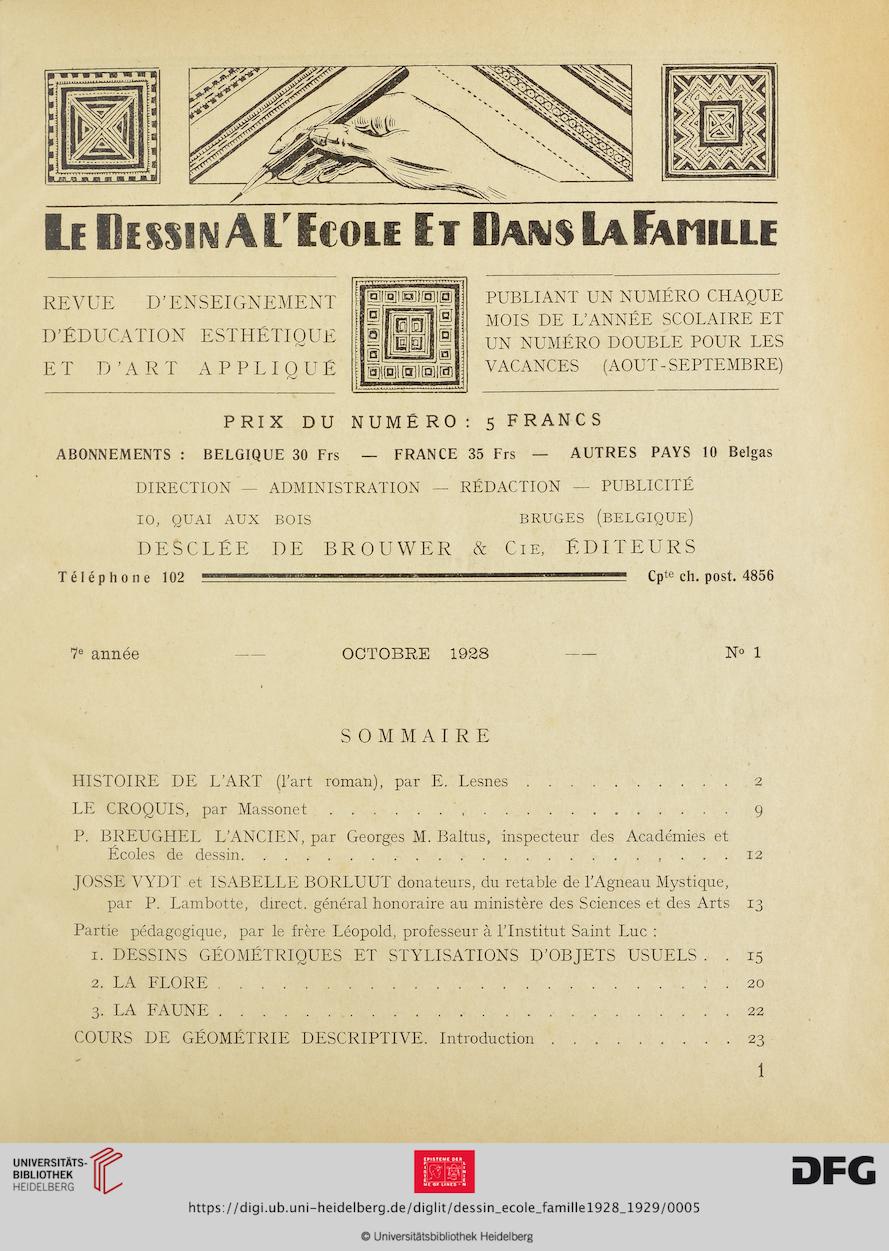 LE DESSIN A L'ECOLE ET DANS LA FAMILLE
REVUE D'ENSEIGNEMENT
D'ÉDUCATION ESTHÉTIQUE
ET D'ART APPLIQUÉ
PUBLIANT UN NUMÉRO CHAQUE
MOIS DE L'ANNÉE SCOLAIRE ET
UN NUMÉRO DOUBLE POUR LES
VACANCES (AOUT-SEPTEMBRE)
PRIX DU NUMÉRO: 5 FRANCS
ABONNEMENTS : BELGIQUE 30 Frs — FRANCE 35 Frs — AUTRES PAYS 10 Belgas
DIRECTION — ADMINISTRATION — RÉDACTION — PUBLICITÉ
10, QUAI AUX BOIS BRUGES (BELGIQUE)
DESCLÉE DE BROUWER & CIE, ÉDITEURS
Téléphone 102 Cpte ch. post. 4856
7e année —— OCTOBRE 1928 —— No 1
SOMMAIRE
HISTOIRE DE L'ART (l'art roman), par E. Lesnes . . . . . . . . . 2
LE CROQUIS, par Massonet . . . . . . . . . . . . . . . . 9
P. BREUGHEL L'ANCIEN, par Georges M. Baltus, inspecteur des Académies et
Écoles de dessin. . . . . . . . . . . . . . . . . . . 12
JOSSE VYDT et ISABELLE BORLUUT donateurs, du retable de l'Agneau Mystique,
par P. Lambotte, direct. général honoraire au ministère des Sciences et des Arts 13
Partie pédagogique, par le frère Léopold, professeur à l'Institut Saint Luc :
1. DESSINS GÉOMÉTRIQUES ET STYLISATIONS D'OBJETS USUELS . . 15
2. LA FLORE . . . . . . . . . . . . . . . . . . . . 20
3. LA FAUNE . . . . . . . . . . . . . . . . . . . . 22
COURS DE GÉOMÉTRIE DESCRIPTIVE. Introduction . . . . . . . . 23
1
UNIVERSITÄTS-
BIBLIOTHEK
HEIDELBERG
DFG
https://digi.ub.uni-heidelberg.de/diglit/dessin_ecole_famille1928_1929/0005
© Universitätsbibliothek Heidelberg